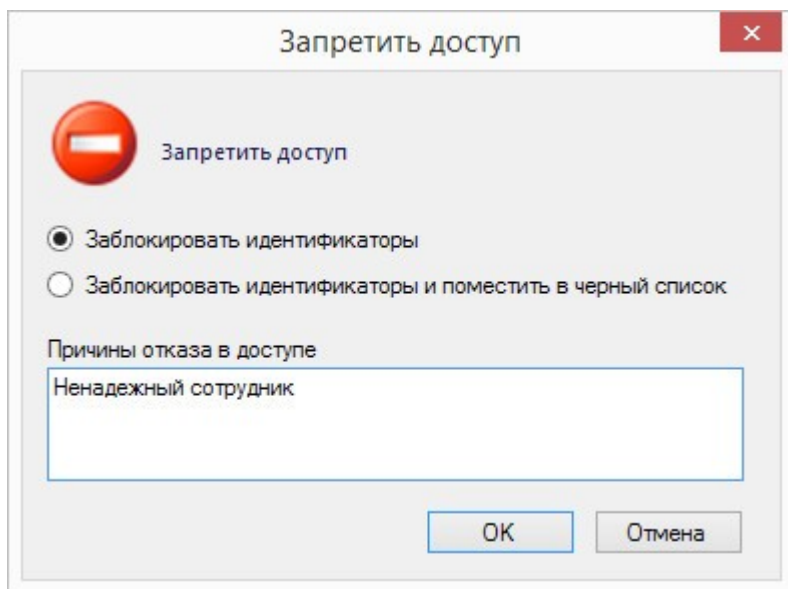 Запретить доступ
Запретить доступ
Заблокировать идентификаторы
Заблокировать идентификаторы и поместить в черный список
Причины отказа в доступе
Ненадежный сотрудник
OK
Отмена